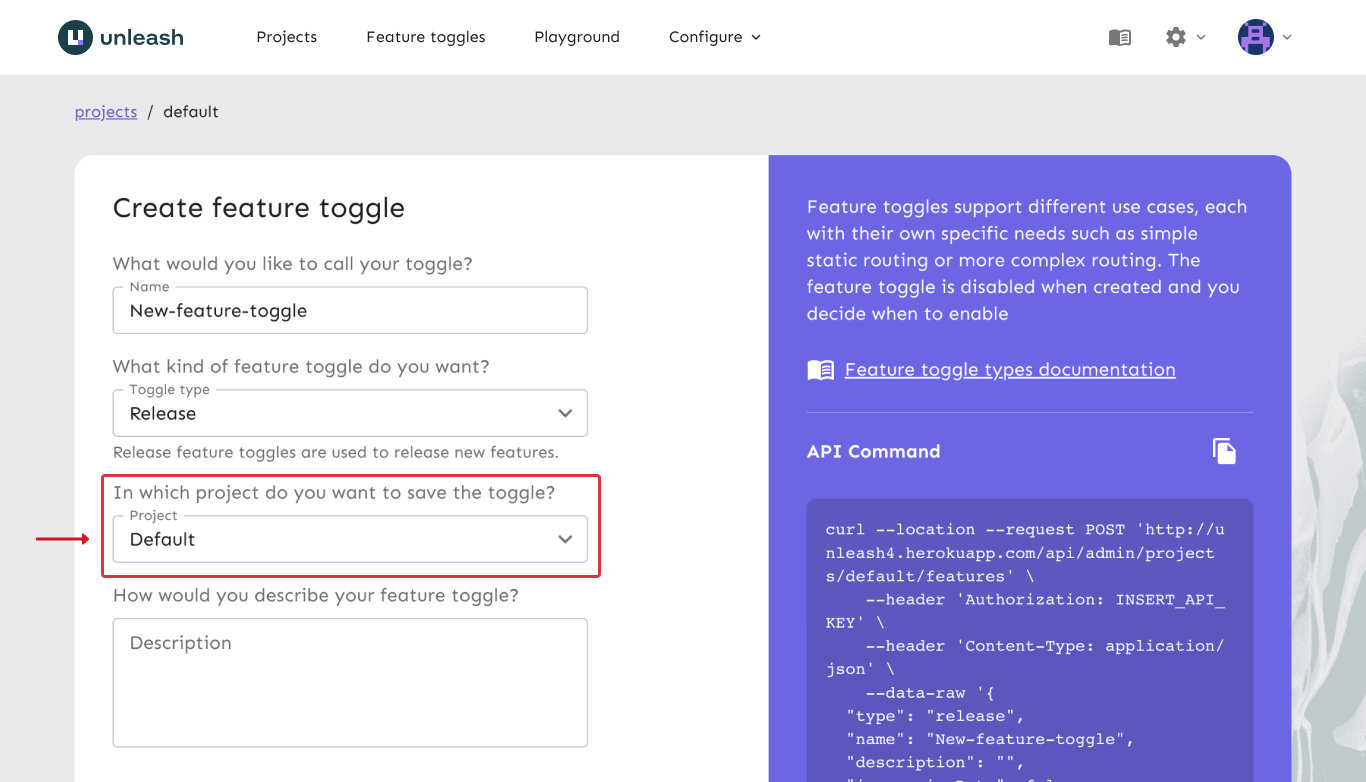 unleash
Projects
Feature toggles
Playground
Configure
projects / default
Create feature toggle
What would you like to call your toggle?
Name
New-feature-toggle
What kind of feature toggle do you want?
Toggle type
Release
Release feature toggles are used to release new features.
In which project do you want to save the toggle?
Project
Default
How would you describe your feature toggle?
Description
Feature toggles support different use cases, each
with their own specific needs such as simple
static routing or more complex routing. The
feature toggle is disabled when created and you
decide when to enable
Feature toggle types documentation
API Command
curl --location --request POST 'http://u
nleash4.herokuapp.com/api/admin/project
s/default/features' \
--header 'Authorization: INSERT_API_
KEY' \
--header 'Content-Type: application/
json' \
--data-raw '{
"type": "release",
"name": "New-feature-toggle",
"description": "",